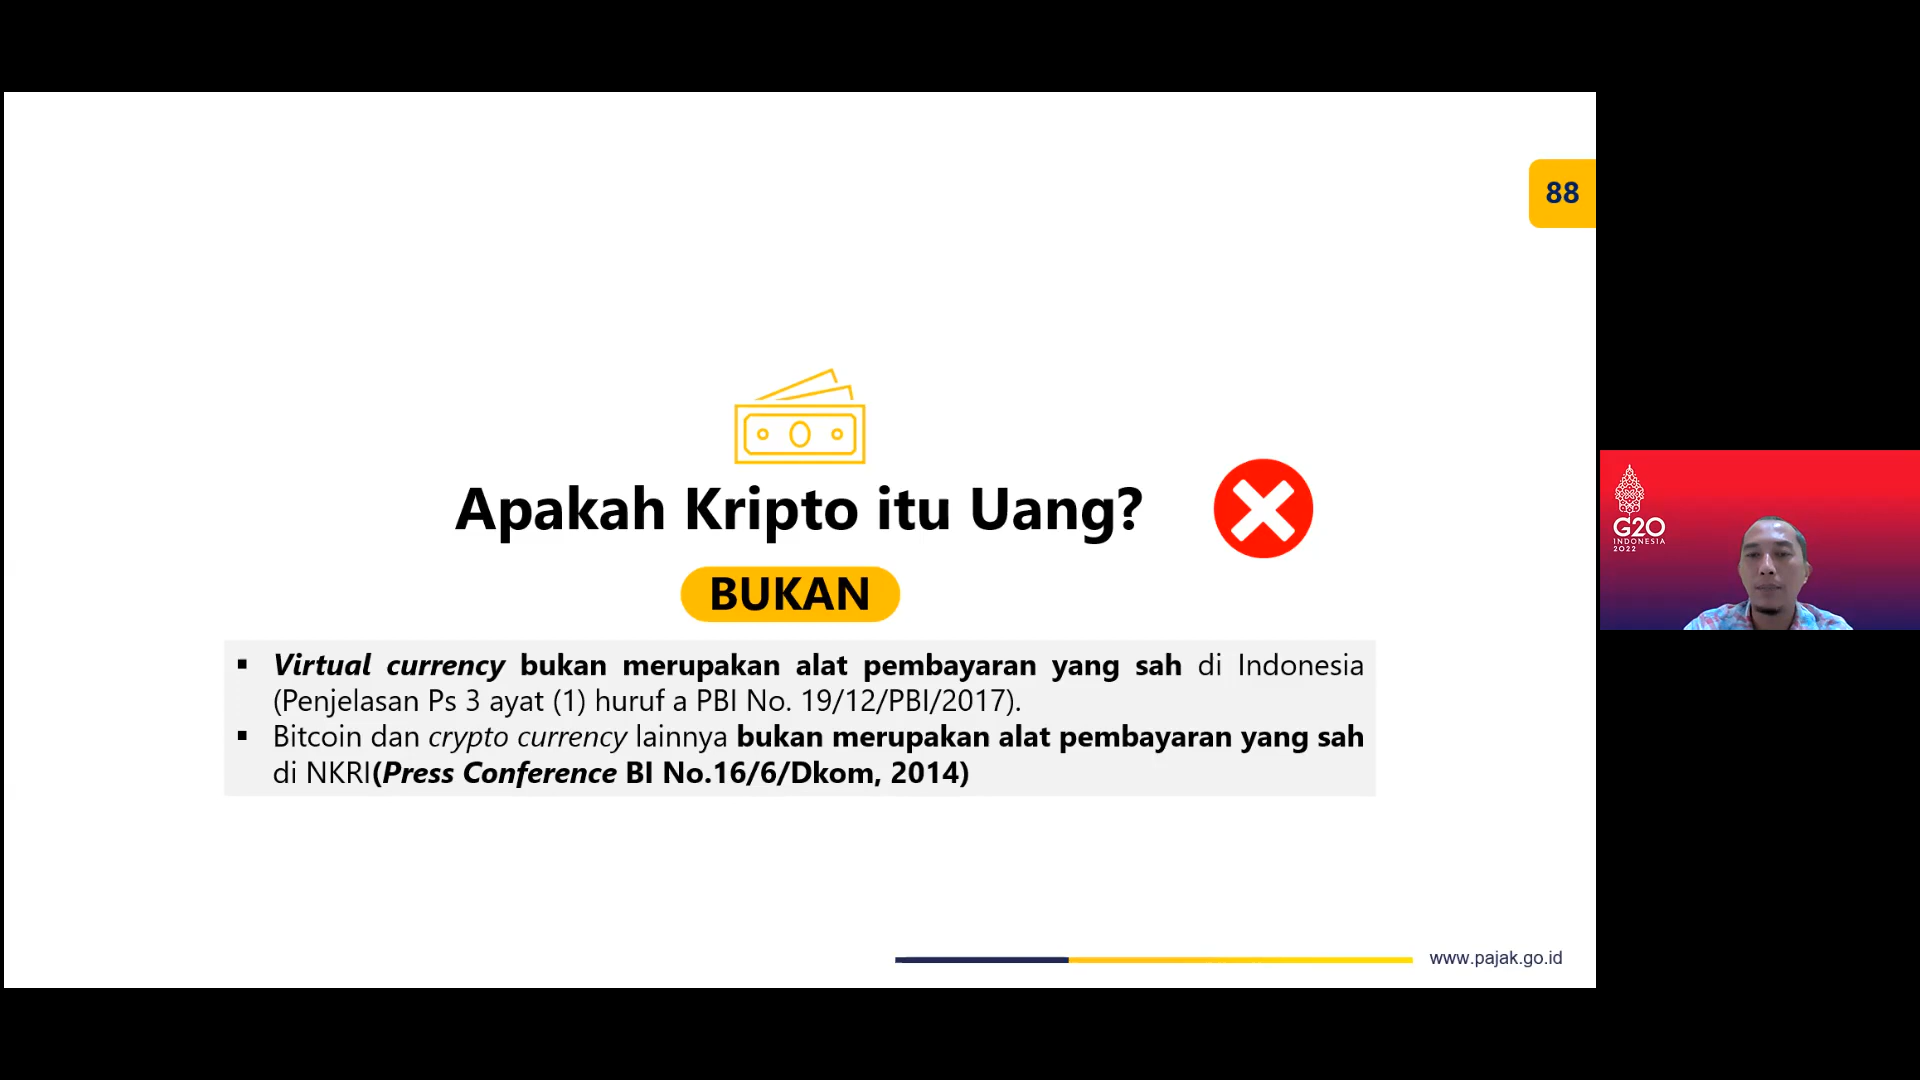 88
Apakah Kripto itu Uang?
BUKAN
▪ Virtual currency bukan merupakan alat pembayaran yang sah di Indonesia
(Penjelasan Ps 3 ayat (1) huruf a PBI No. 19/12/PBI/2017).
▪ Bitcoin dan crypto currency lainnya bukan merupakan alat pembayaran yang sah
di NKRI(Press Conference BI No.16/6/Dkom, 2014)
www.pajak.go.id
G20
INDONESIA
2022